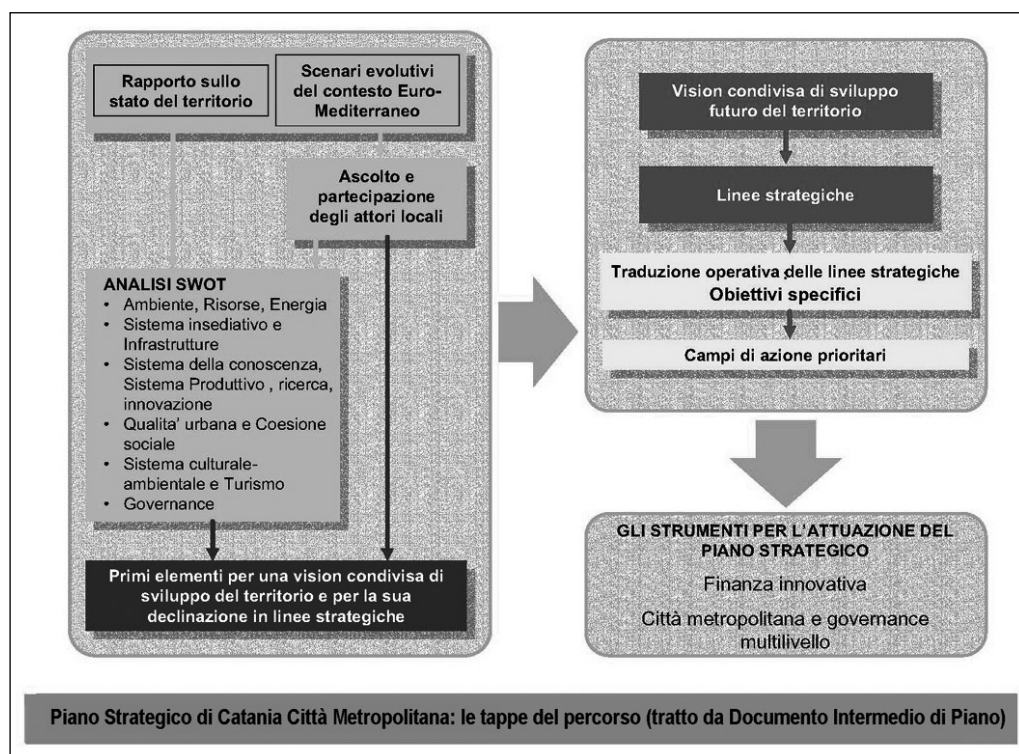 Rapporto sullo
stato del territorio
Scenari evolutivi
del contesto Euro-
Mediterraneo
Ascolto e
partecipazione
degli attori locali
ANALISI SWOT
• Ambiente, Risorse, Energia
• Sistema insediativo e
Infrastrutture
• Sistema della conoscenza,
Sistema Produttivo , ricerca,
innovazione
• Qualita' urbana e Coesione
sociale
• Sistema culturale-
ambientale e Turismo
• Governance
Primi elementi per una vision condivisa di
sviluppo del territorio e per la sua
declinazione in linee strategiche
Vision condivisa di sviluppo
futuro del territorio
Linee strategiche
Traduzione operativa delle linee strategiche
Obiettivi specifici
Campi di azione prioritari
GLI STRUMENTI PER L'ATTUAZIONE DEL
PIANO STRATEGICO
Finanza innovativa
Città metropolitana e governance
multilivello
Piano Strategico di Catania Città Metropolitana: le tappe del percorso (tratto da Documento Intermedio di Piano)